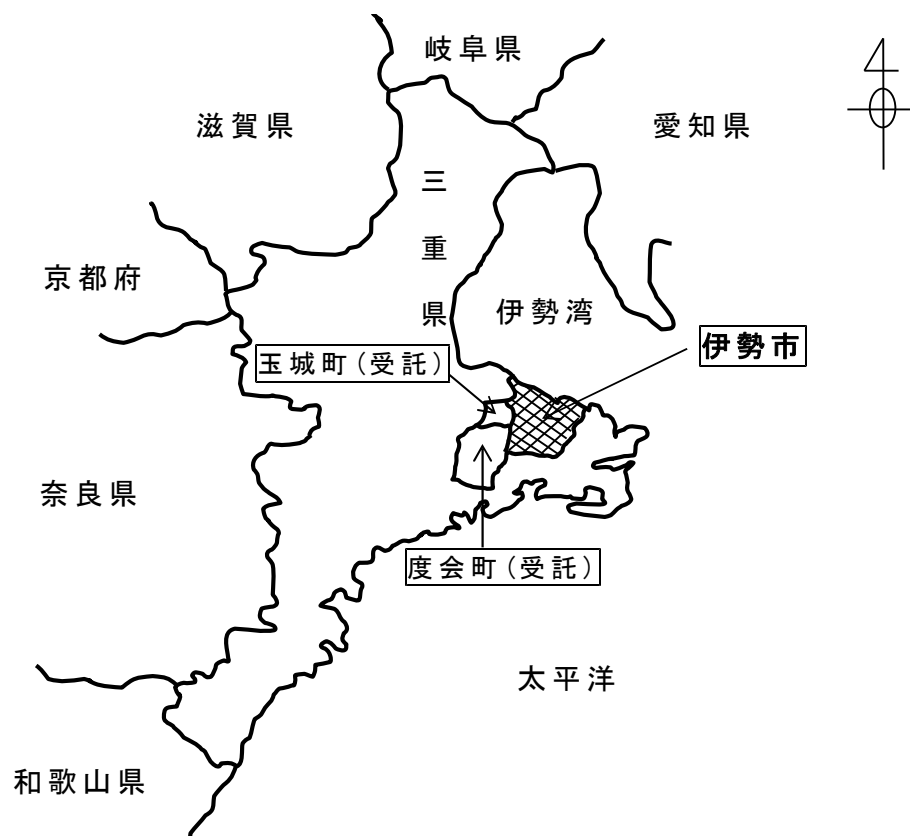 岐阜県
滋賀県
愛知県
三重県
京都府
伊勢湾
伊勢市
玉城町（受託）
奈良県
度会町（受託）
太平洋
和歌山県